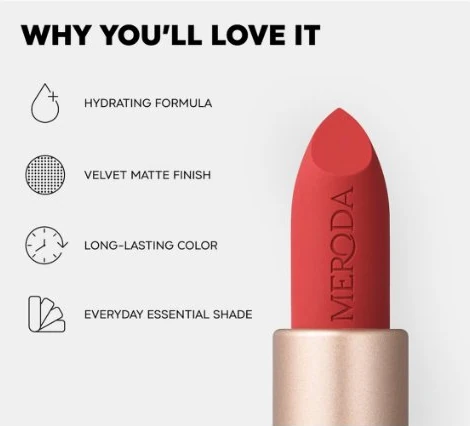 WHY YOU'LL LOVE IT
HYDRATING FORMULA
VELVET MATTE FINISH
LONG-LASTING COLOR
EVERYDAY ESSENTIAL SHADE
MERODA